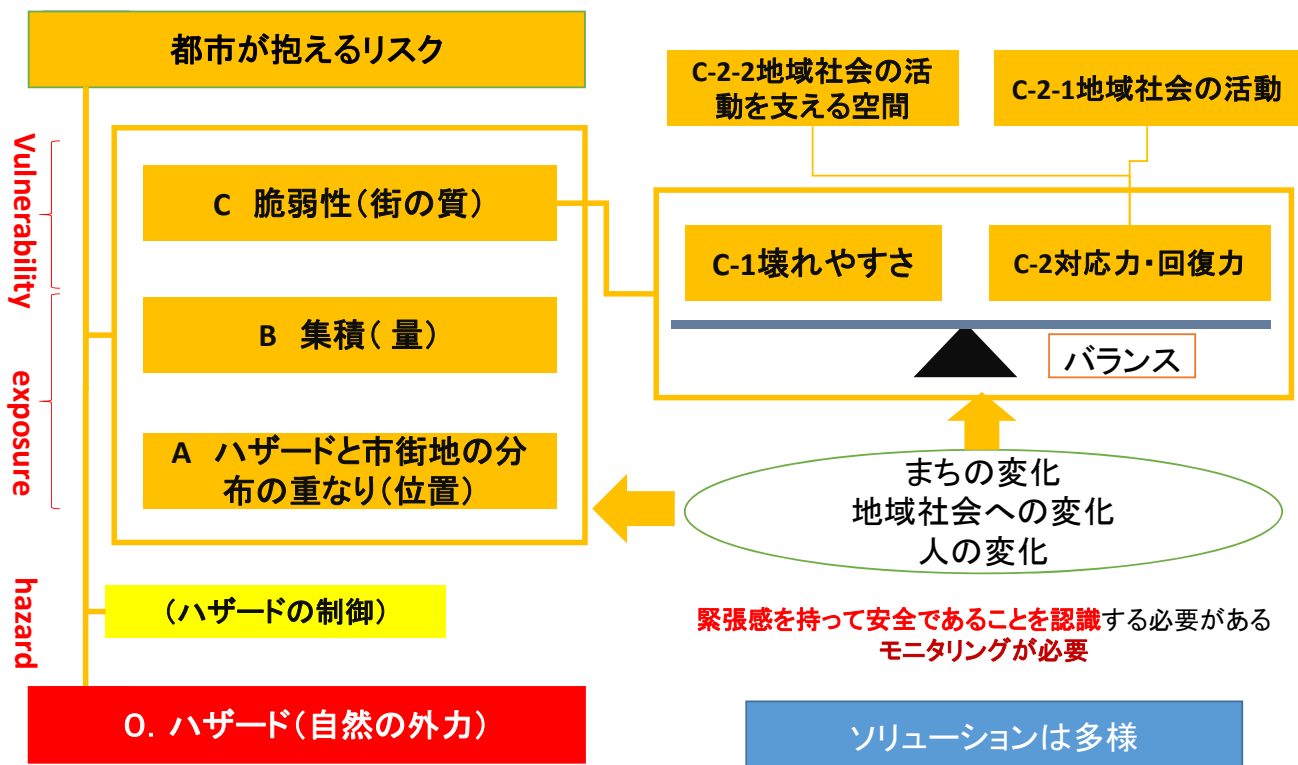 都市が抱えるリスク
Vulnerability
exposure
hazard
C 脆弱性(街の質)
B 集積( 量)
A ハザードと市街地の分
布の重なり(位置)
(ハザードの制御)
0. ハザード(自然の外力)
C-2-2地域社会の活
動を支える空間
C-2-1地域社会の活動
C-1壊れやすさ
C-2対応力・回復力
バランス
まちの変化
地域社会への変化
人の変化
緊張感を持って安全であることを認識する必要がある
モニタリングが必要
ソリューションは多様